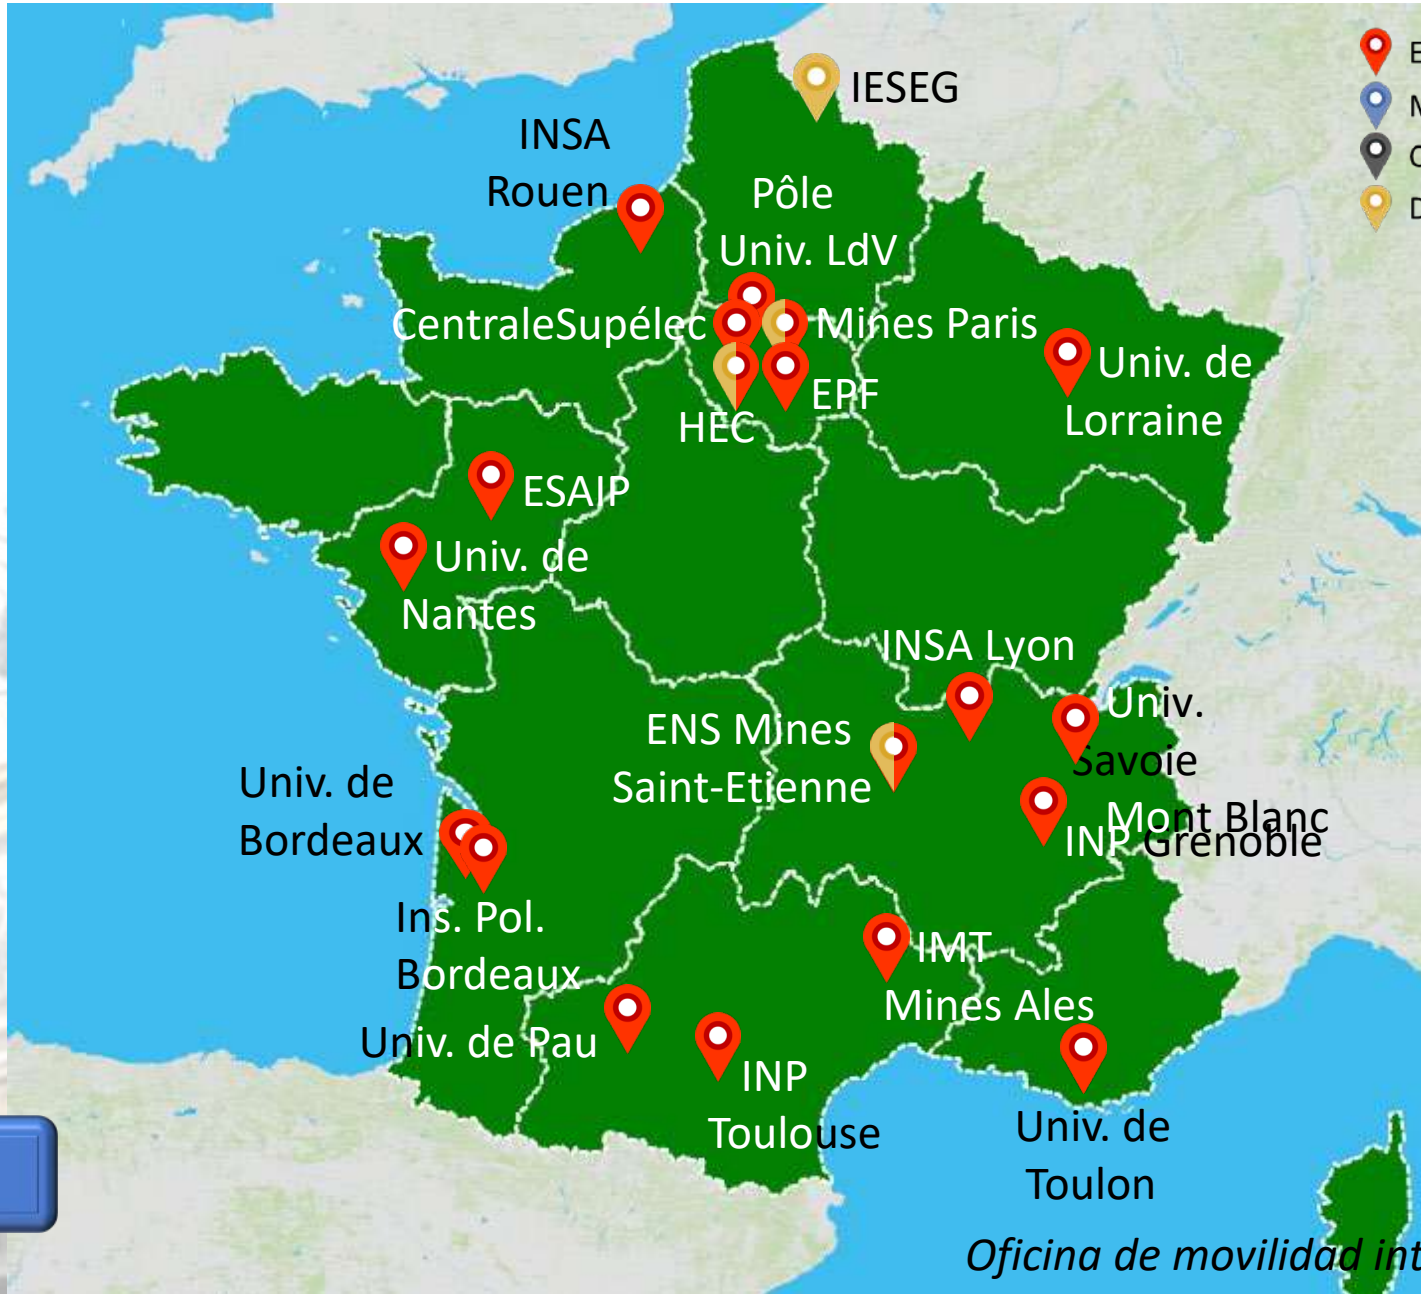 IESEG
E
M
C
D
INSA
Rouen
Pôle
Univ. LdV
CentraleSupélec
Mines Paris
Univ. de
Lorraine
EPF
HEC
ESAIP
Univ. de
Nantes
INSA Lyon
Univ.
Savoie
Mont Blanc
ENS Mines
Saint-Etienne
INP Grenoble
Univ. de
Bordeaux
Ins. Pol.
Bordeaux
IMT
Mines Ales
Univ. de Pau
INP
Toulouse
Univ. de
Toulon
Oficina de movilidad int